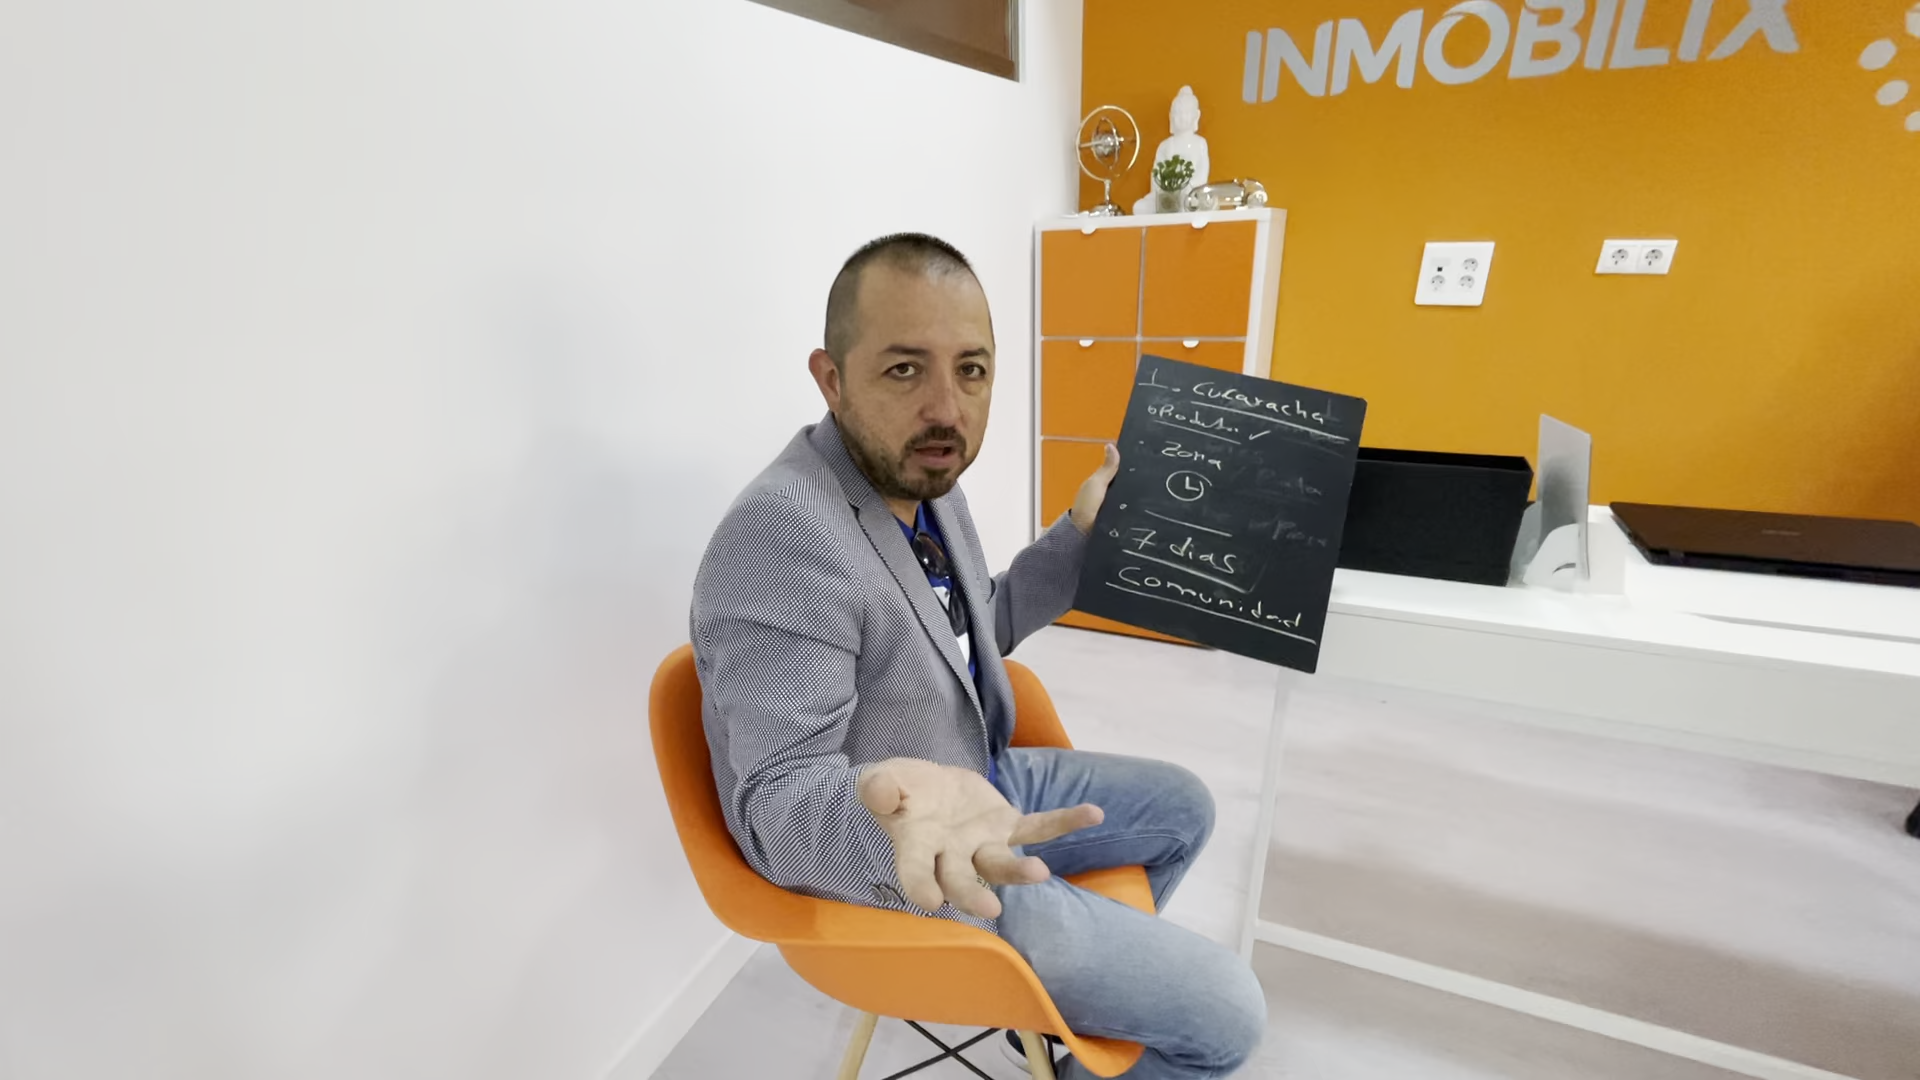 INMOBILIX
1. Cucaracha
Producto ✓
Zona
7 dias
Comunidad